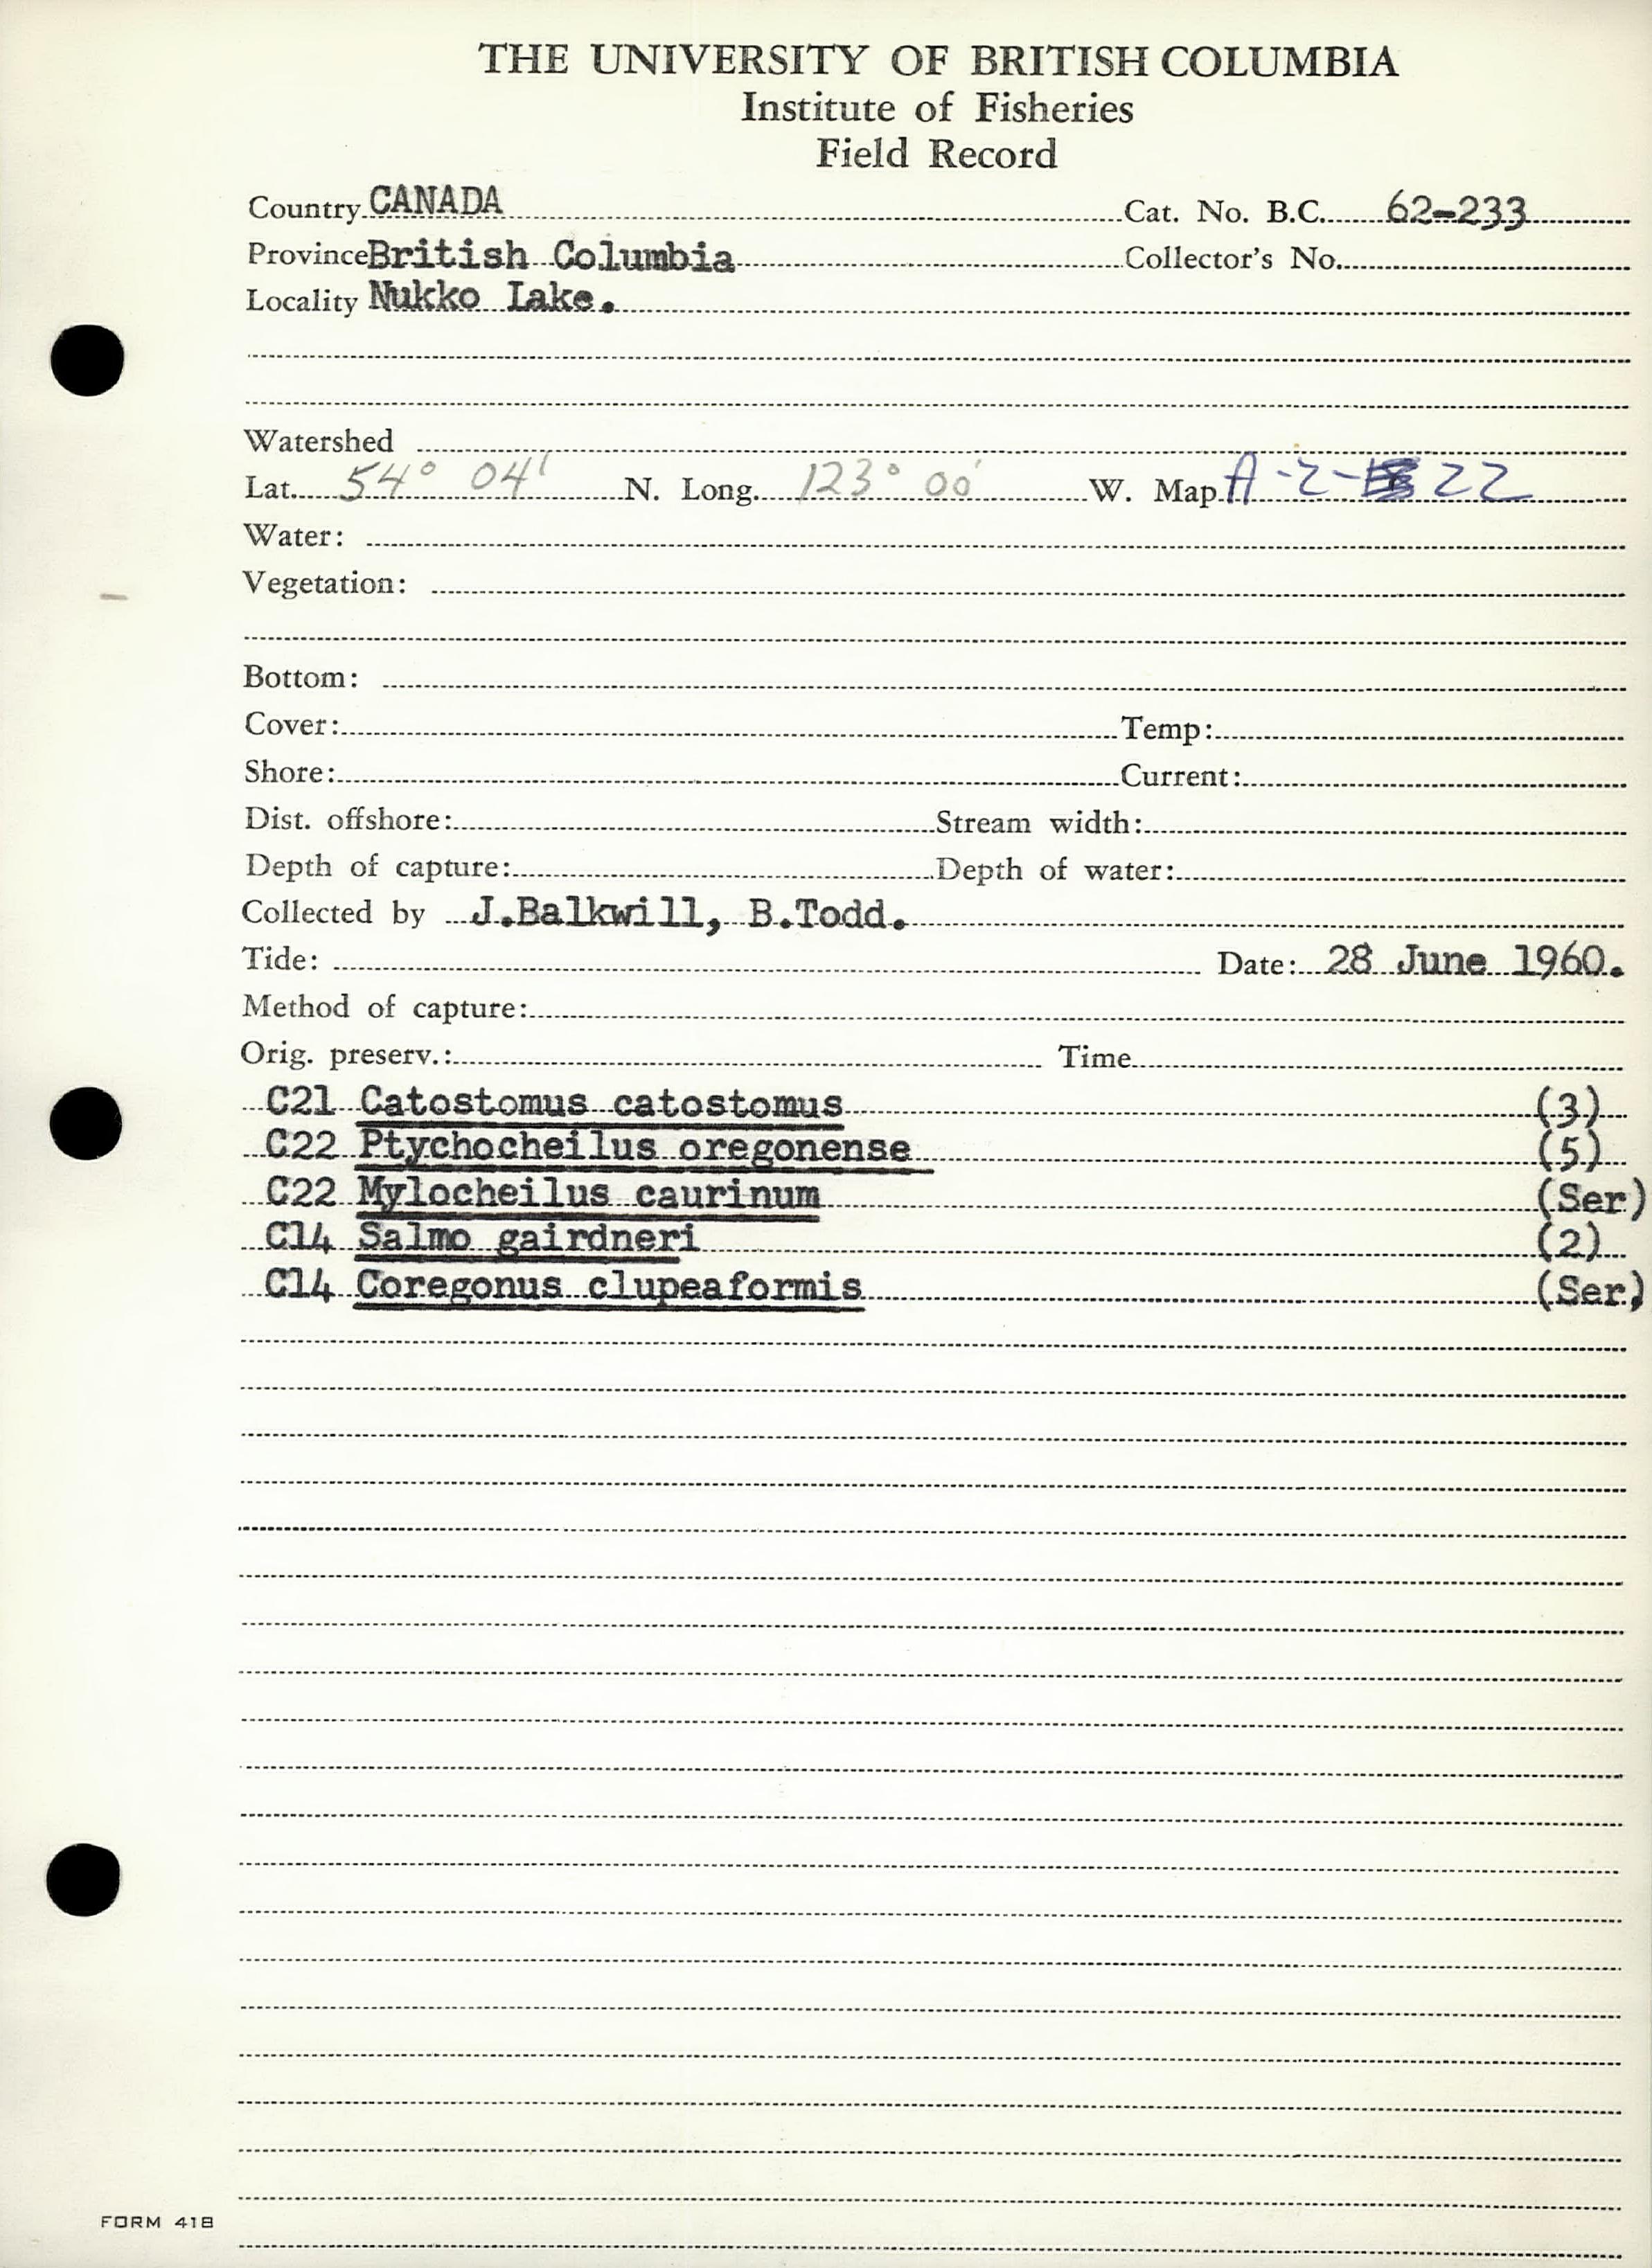 THE UNIVERSITY OF BRITISH COLUMBIA
Institute of Fisheries
Field Record
Country CANADA Cat. No. B.C. 62-233
Province British Columbia Collector's No.
Locality Nukko Lake.
Watershed
Lat. 54° 04' N. Long. 123° 00' W. Map A-2- 22
Water:
Vegetation:
Bottom:
Cover: Temp:
Shore: Current:
Dist. offshore: Stream width:
Depth of capture: Depth of water:
Collected by J.Balkwill, B.Todd.
Tide: Date: 28 June 1960.
Method of capture:
Orig. preserv.: Time
C21 Catostomus catostomus (3)
C22 Ptychocheilus oregonense (5)
C22 Mylocheilus caurinum (Ser)
C14 Salmo gairdneri (2)
C14 Coregonus clupeaformis (Ser)
FORM 418